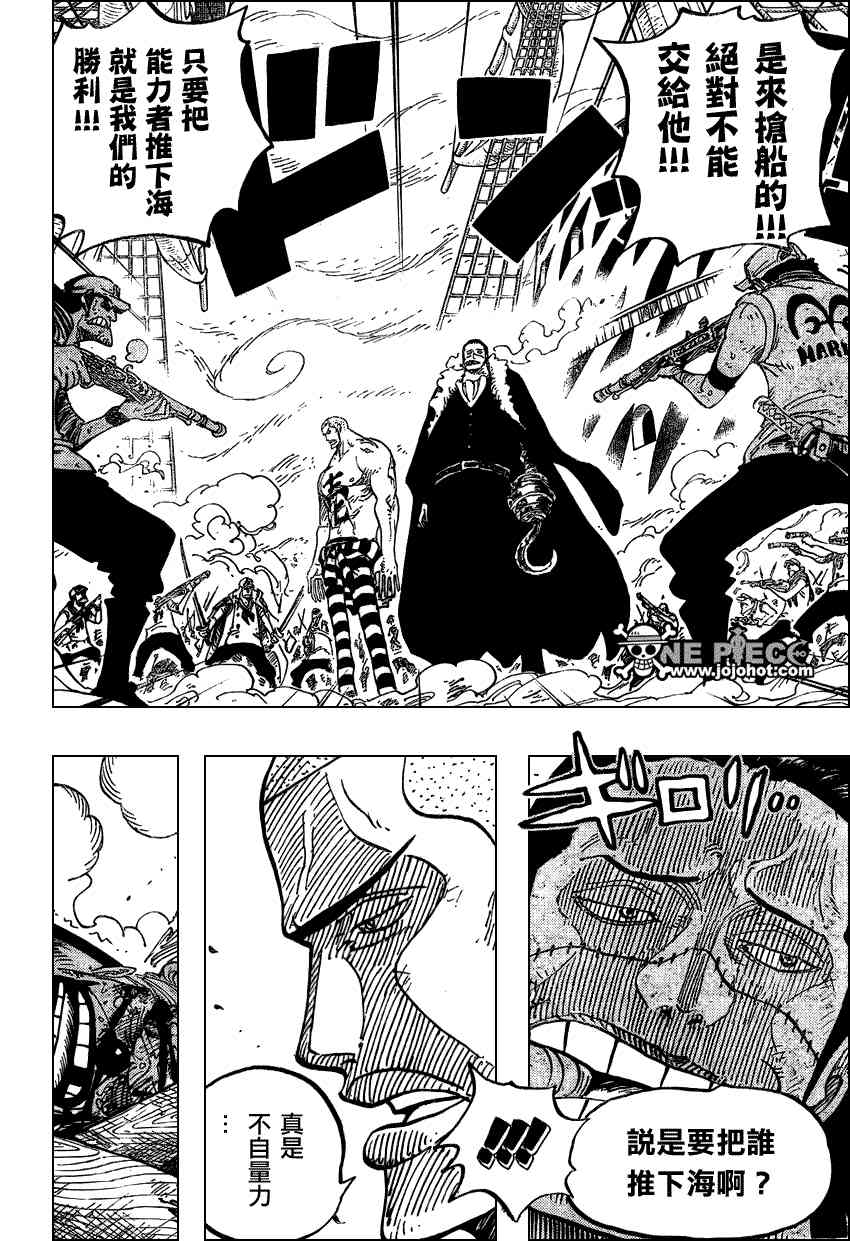 是來搶船的!!!
絕對不能
交給他!!!
只要把
能力者推下海
就是我們的
勝利!!!
MARI
ONE PIECE
www.jojohot.com
ギロ
說是要把誰
推下海啊？
!!!
真是
不自量力
…